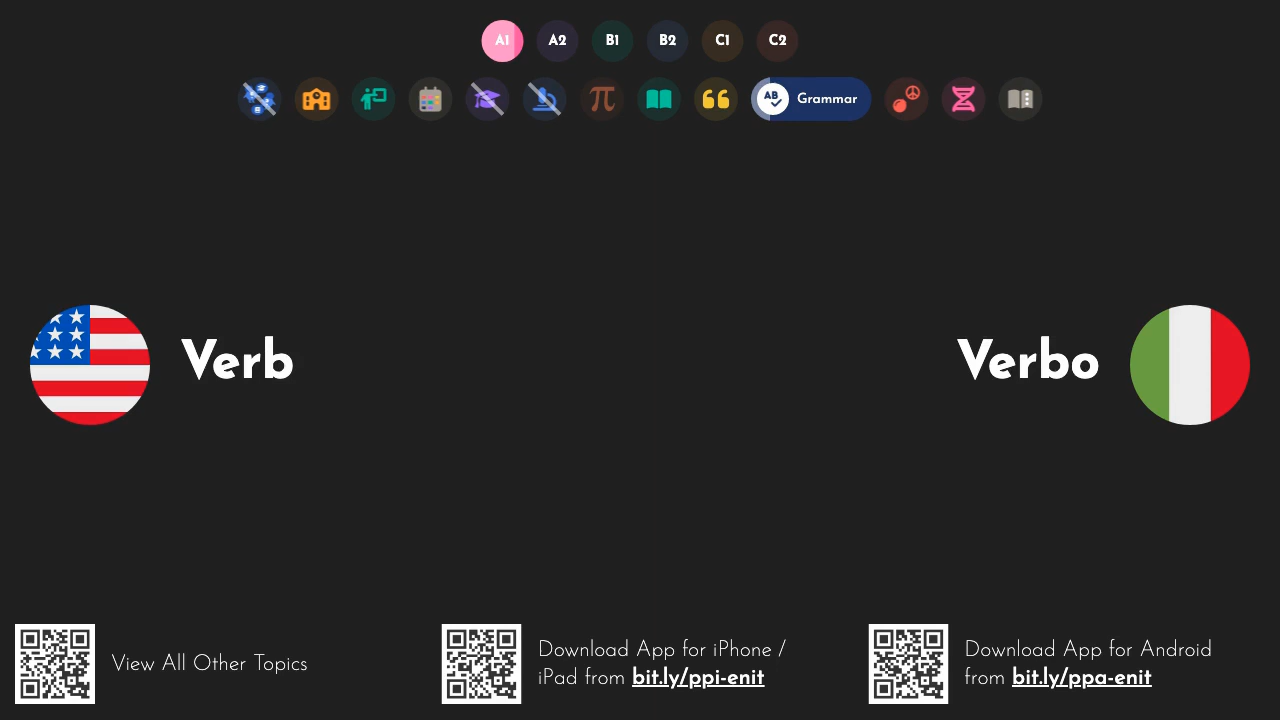 A1 A2 B1 B2 C1 C2
AB Grammar
Verb
Verbo
View All Other Topics
Download App for iPhone /
iPad from bit.ly/ppi-enit
Download App for Android
from bit.ly/ppa-enit